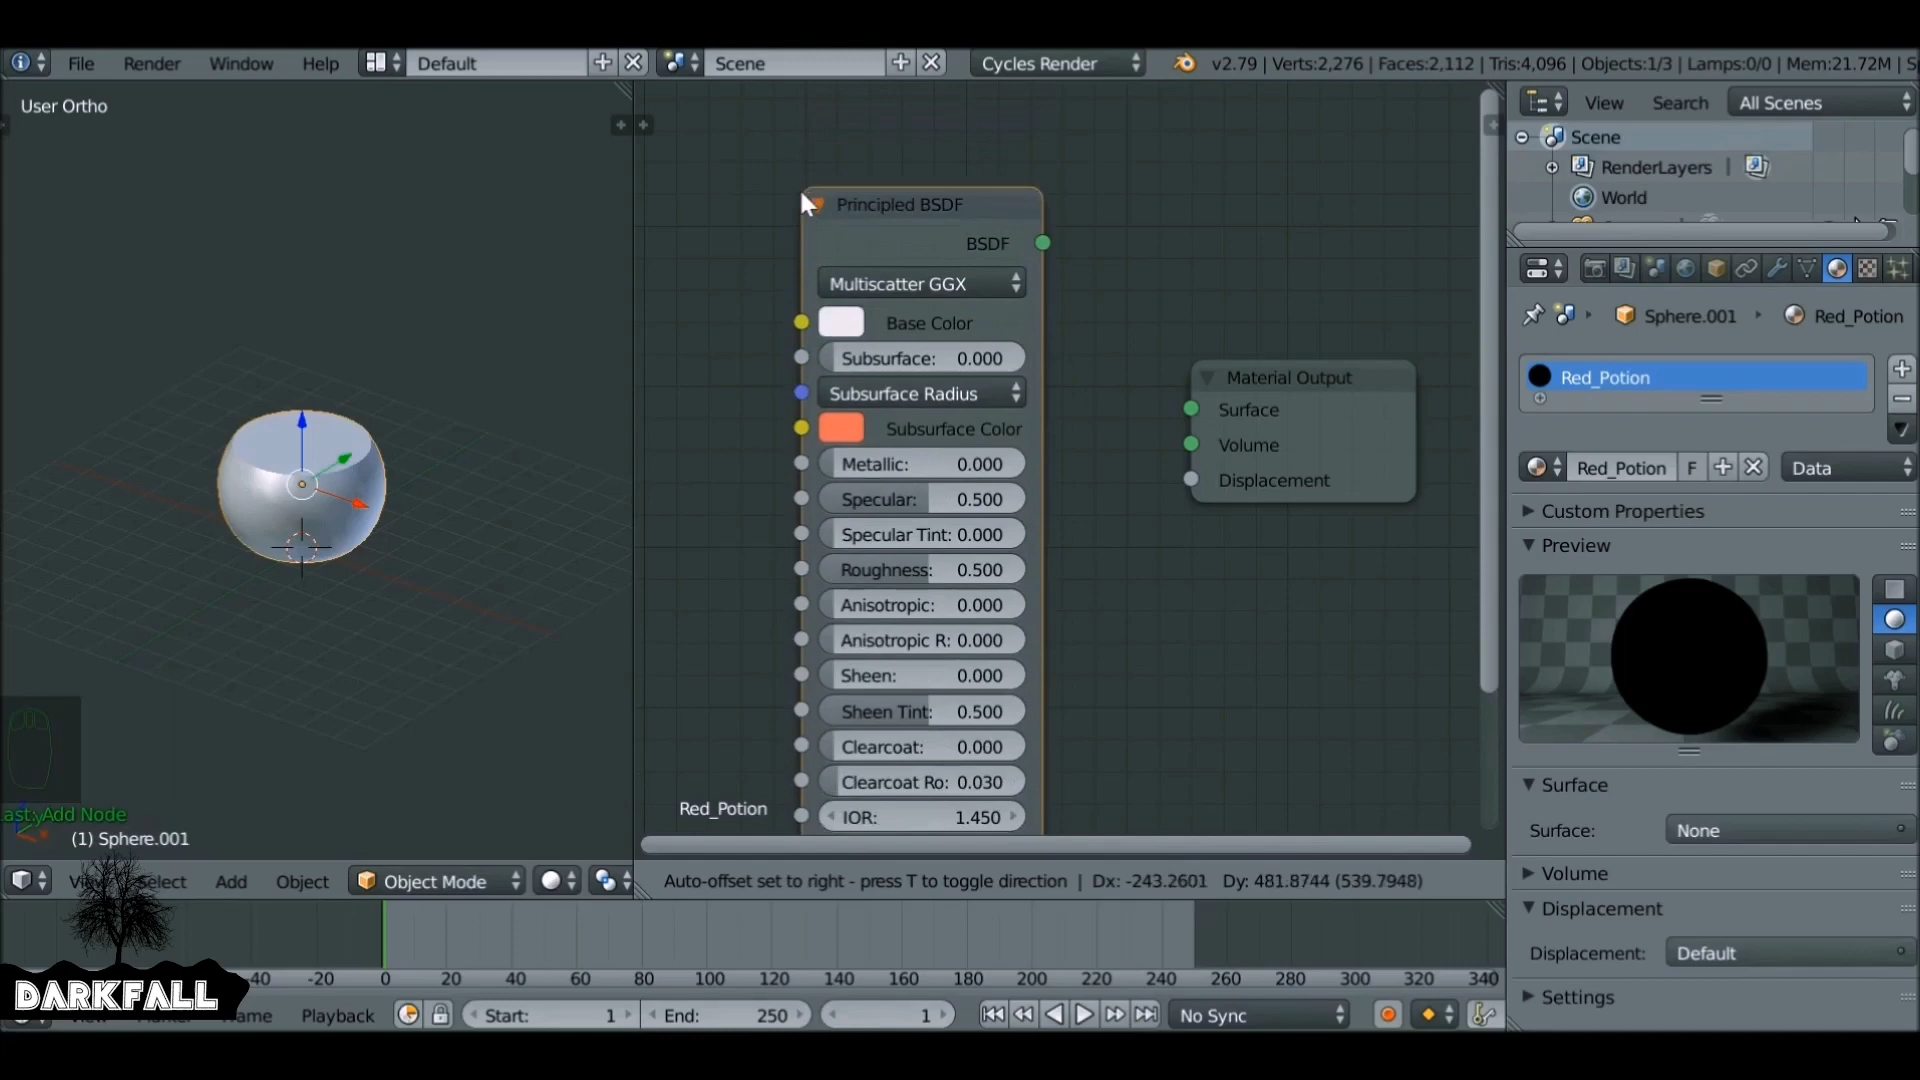 File Render Window Help Default Scene Cycles Render v2.79 | Verts:2,276 | Faces:2,112 | Tris:4,096 | Objects:1/3 | Lamps:0/0 | Mem:21.72M | S
User Ortho
View Search All Scenes
Scene
RenderLayers |
World
Principled BSDF
BSDF
Multiscatter GGX
Base Color
Subsurface: 0.000
Subsurface Radius
Subsurface Color
Metallic: 0.000
Specular: 0.500
Specular Tint: 0.000
Roughness: 0.500
Anisotropic: 0.000
Anisotropic R: 0.000
Sheen: 0.000
Sheen Tint: 0.500
Clearcoat: 0.000
Clearcoat Ro: 0.030
IOR: 1.450
Material Output
Surface
Volume
Displacement
Sphere.001 Red_Potion
Red_Potion
Red_Potion F Data
Custom Properties
Preview
Surface
Surface: None
Volume
Displacement
Displacement: Default
Settings
Red_Potion
Add Node
(1) Sphere.001
Select Add Object Object Mode
Auto-offset set to right - press T to toggle direction | Dx: -243.2601 Dy: 481.8744 (539.7948)
-40 -20 0 20 40 60 80 100 120 140 160 180 200 220 240 260 280 300 320 340
DARKFALL
Playback Start: 1 End: 250 1 No Sync